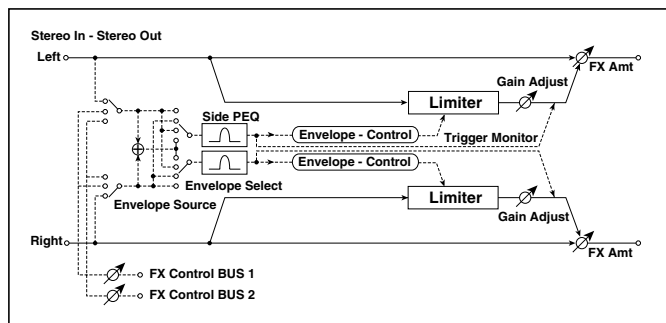 Stereo In - Stereo Out
Left
FX Amt
Gain Adjust
Limiter
Side PEQ
Envelope - Control
Trigger Monitor
Envelope - Control
Envelope Select
Envelope Source
Limiter
Gain Adjust
Right
FX Amt
FX Control BUS 1
FX Control BUS 2